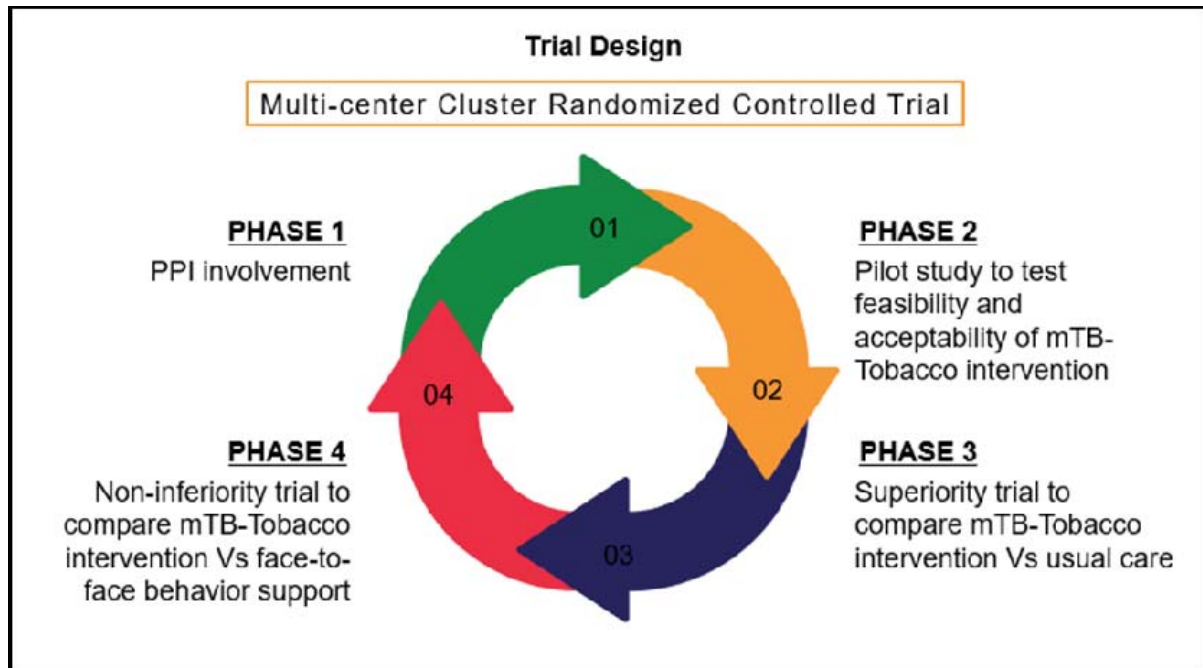 Trial Design
Multi-center Cluster Randomized Controlled Trial
01
PHASE 1
PPI involvement
PHASE 2
Pilot study to test
feasibility and
acceptability of mTB-
Tobacco intervention
02
04
PHASE 4
Non-inferiority trial to
compare mTB-Tobacco
intervention Vs face-to-
face behavior support
PHASE 3
Superiority trial to
compare mTB-Tobacco
intervention Vs usual care
03